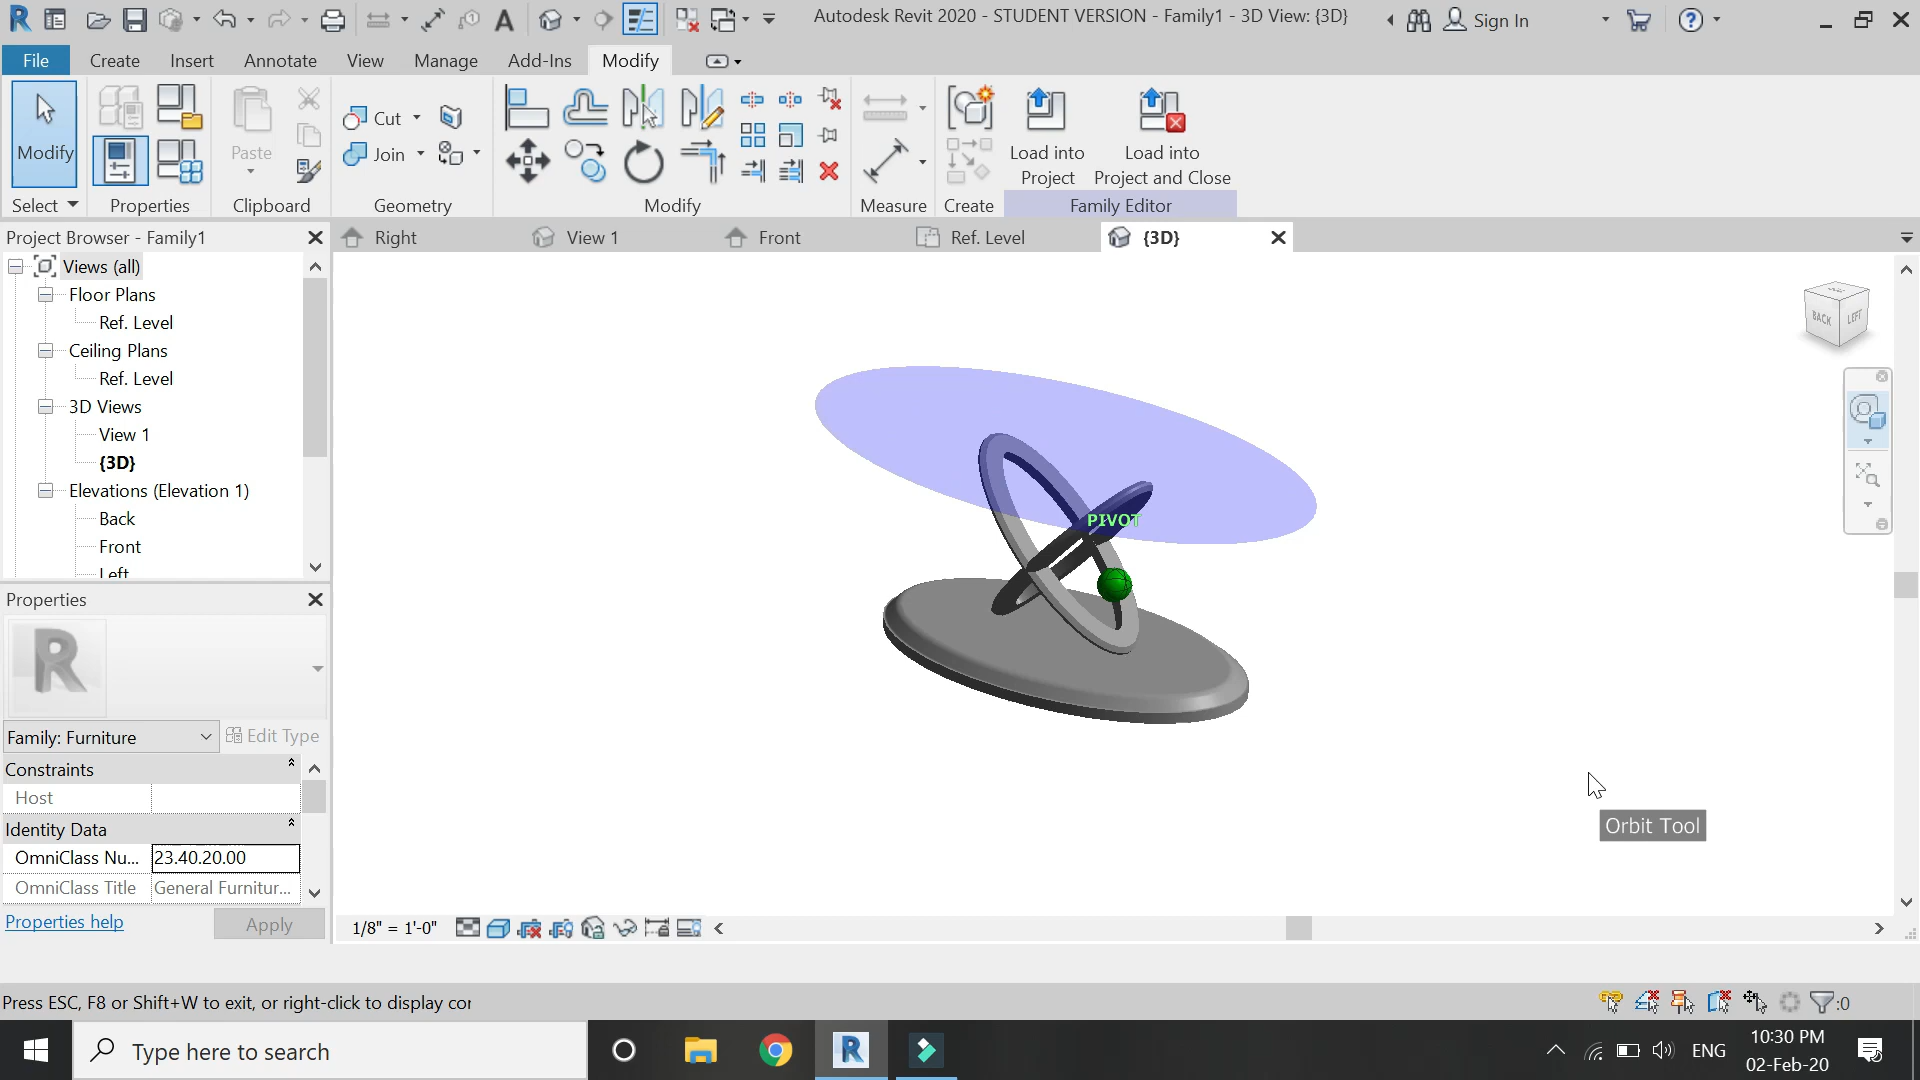 Autodesk Revit 2020 - STUDENT VERSION - Family1 - 3D View: {3D}
Sign In
File
Create
Insert
Annotate
View
Manage
Add-Ins
Modify
Modify
Paste
Cut
Join
Load into
Project
Load into
Project and Close
Select
Properties
Clipboard
Geometry
Modify
Measure
Create
Family Editor
Project Browser - Family1
Right
View 1
Front
Ref. Level
{3D}
Views (all)
Floor Plans
Ref. Level
Ceiling Plans
Ref. Level
3D Views
View 1
{3D}
Elevations (Elevation 1)
Back
Front
Left
BACK
LEFT
PIVOT
Orbit Tool
Properties
Family: Furniture
Edit Type
Constraints
Host
Identity Data
OmniClass Nu...
23.40.20.00
OmniClass Title
General Furnitur...
Properties help
Apply
1/8" = 1'-0"
Press ESC, F8 or Shift+W to exit, or right-click to display cor
:0
Type here to search
ENG
10:30 PM
02-Feb-20